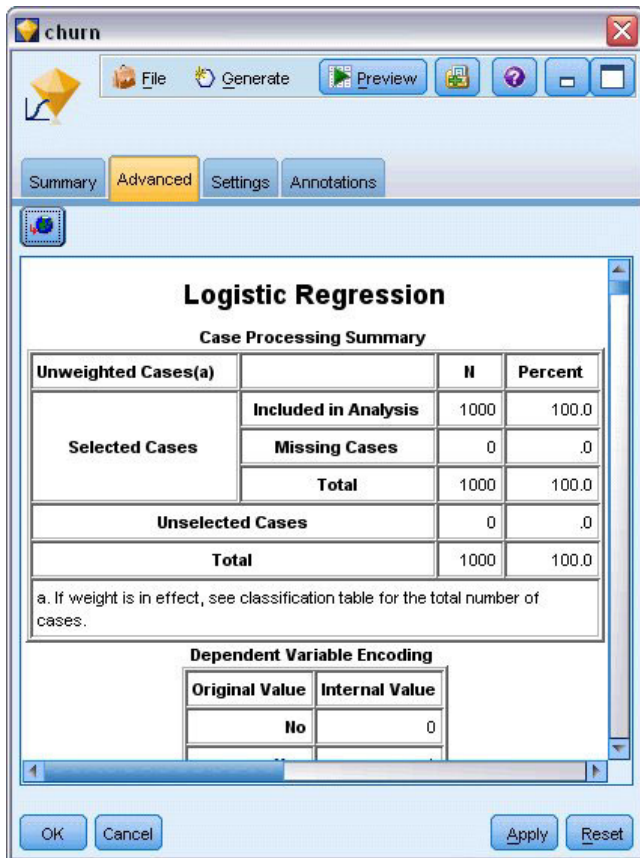 churn
File Generate Preview
Summary Advanced Settings Annotations
Logistic Regression
Case Processing Summary
Unweighted Cases(a) N Percent
Selected Cases Included in Analysis 1000 100.0
Missing Cases 0 .0
Total 1000 100.0
Unselected Cases 0 .0
Total 1000 100.0
a. If weight is in effect, see classification table for the total number of
cases.
Dependent Variable Encoding
Original Value Internal Value
No 0
OK Cancel Apply Reset